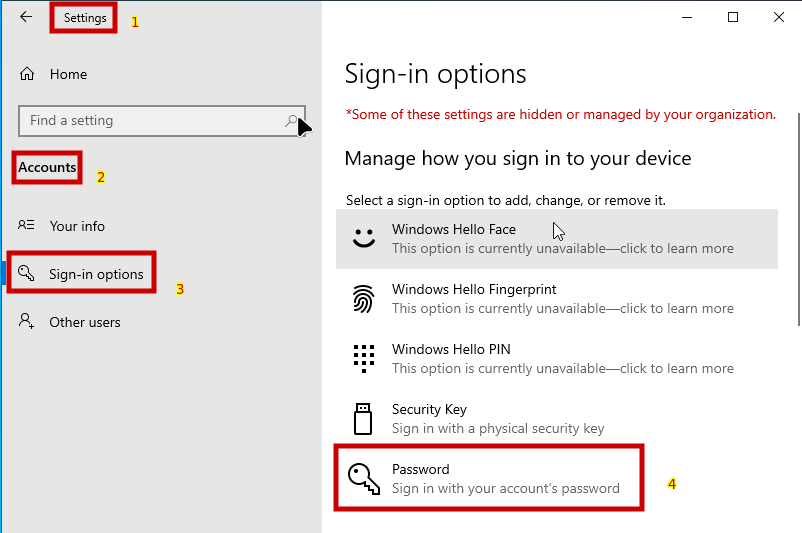 Settings
1
Home
Find a setting
Accounts
2
Your info
Sign-in options
3
Other users
Sign-in options
*Some of these settings are hidden or managed by your organization.
Manage how you sign in to your device
Select a sign-in option to add, change, or remove it.
Windows Hello Face
This option is currently unavailable—click to learn more
Windows Hello Fingerprint
This option is currently unavailable—click to learn more
Windows Hello PIN
This option is currently unavailable—click to learn more
Security Key
Sign in with a physical security key
Password
Sign in with your account's password
4